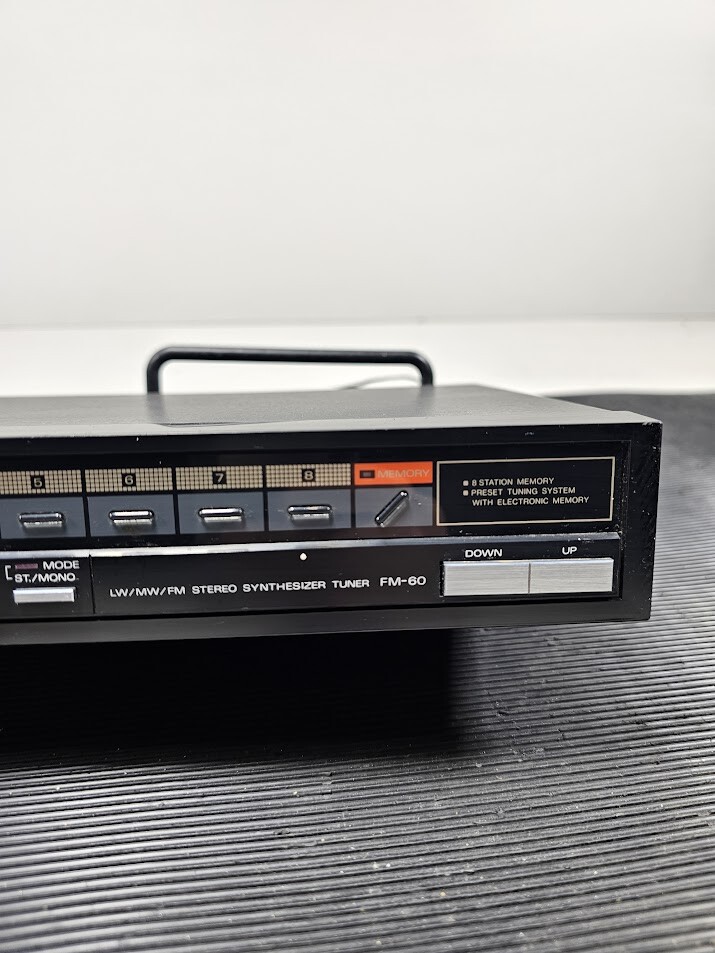 5 6 7 8 MEMORY
8 STATION MEMORY
PRESET TUNING SYSTEM
WITH ELECTRONIC MEMORY
MODE
ST./MONO
LW/MW/FM STEREO SYNTHESIZER TUNER FM-60
DOWN UP